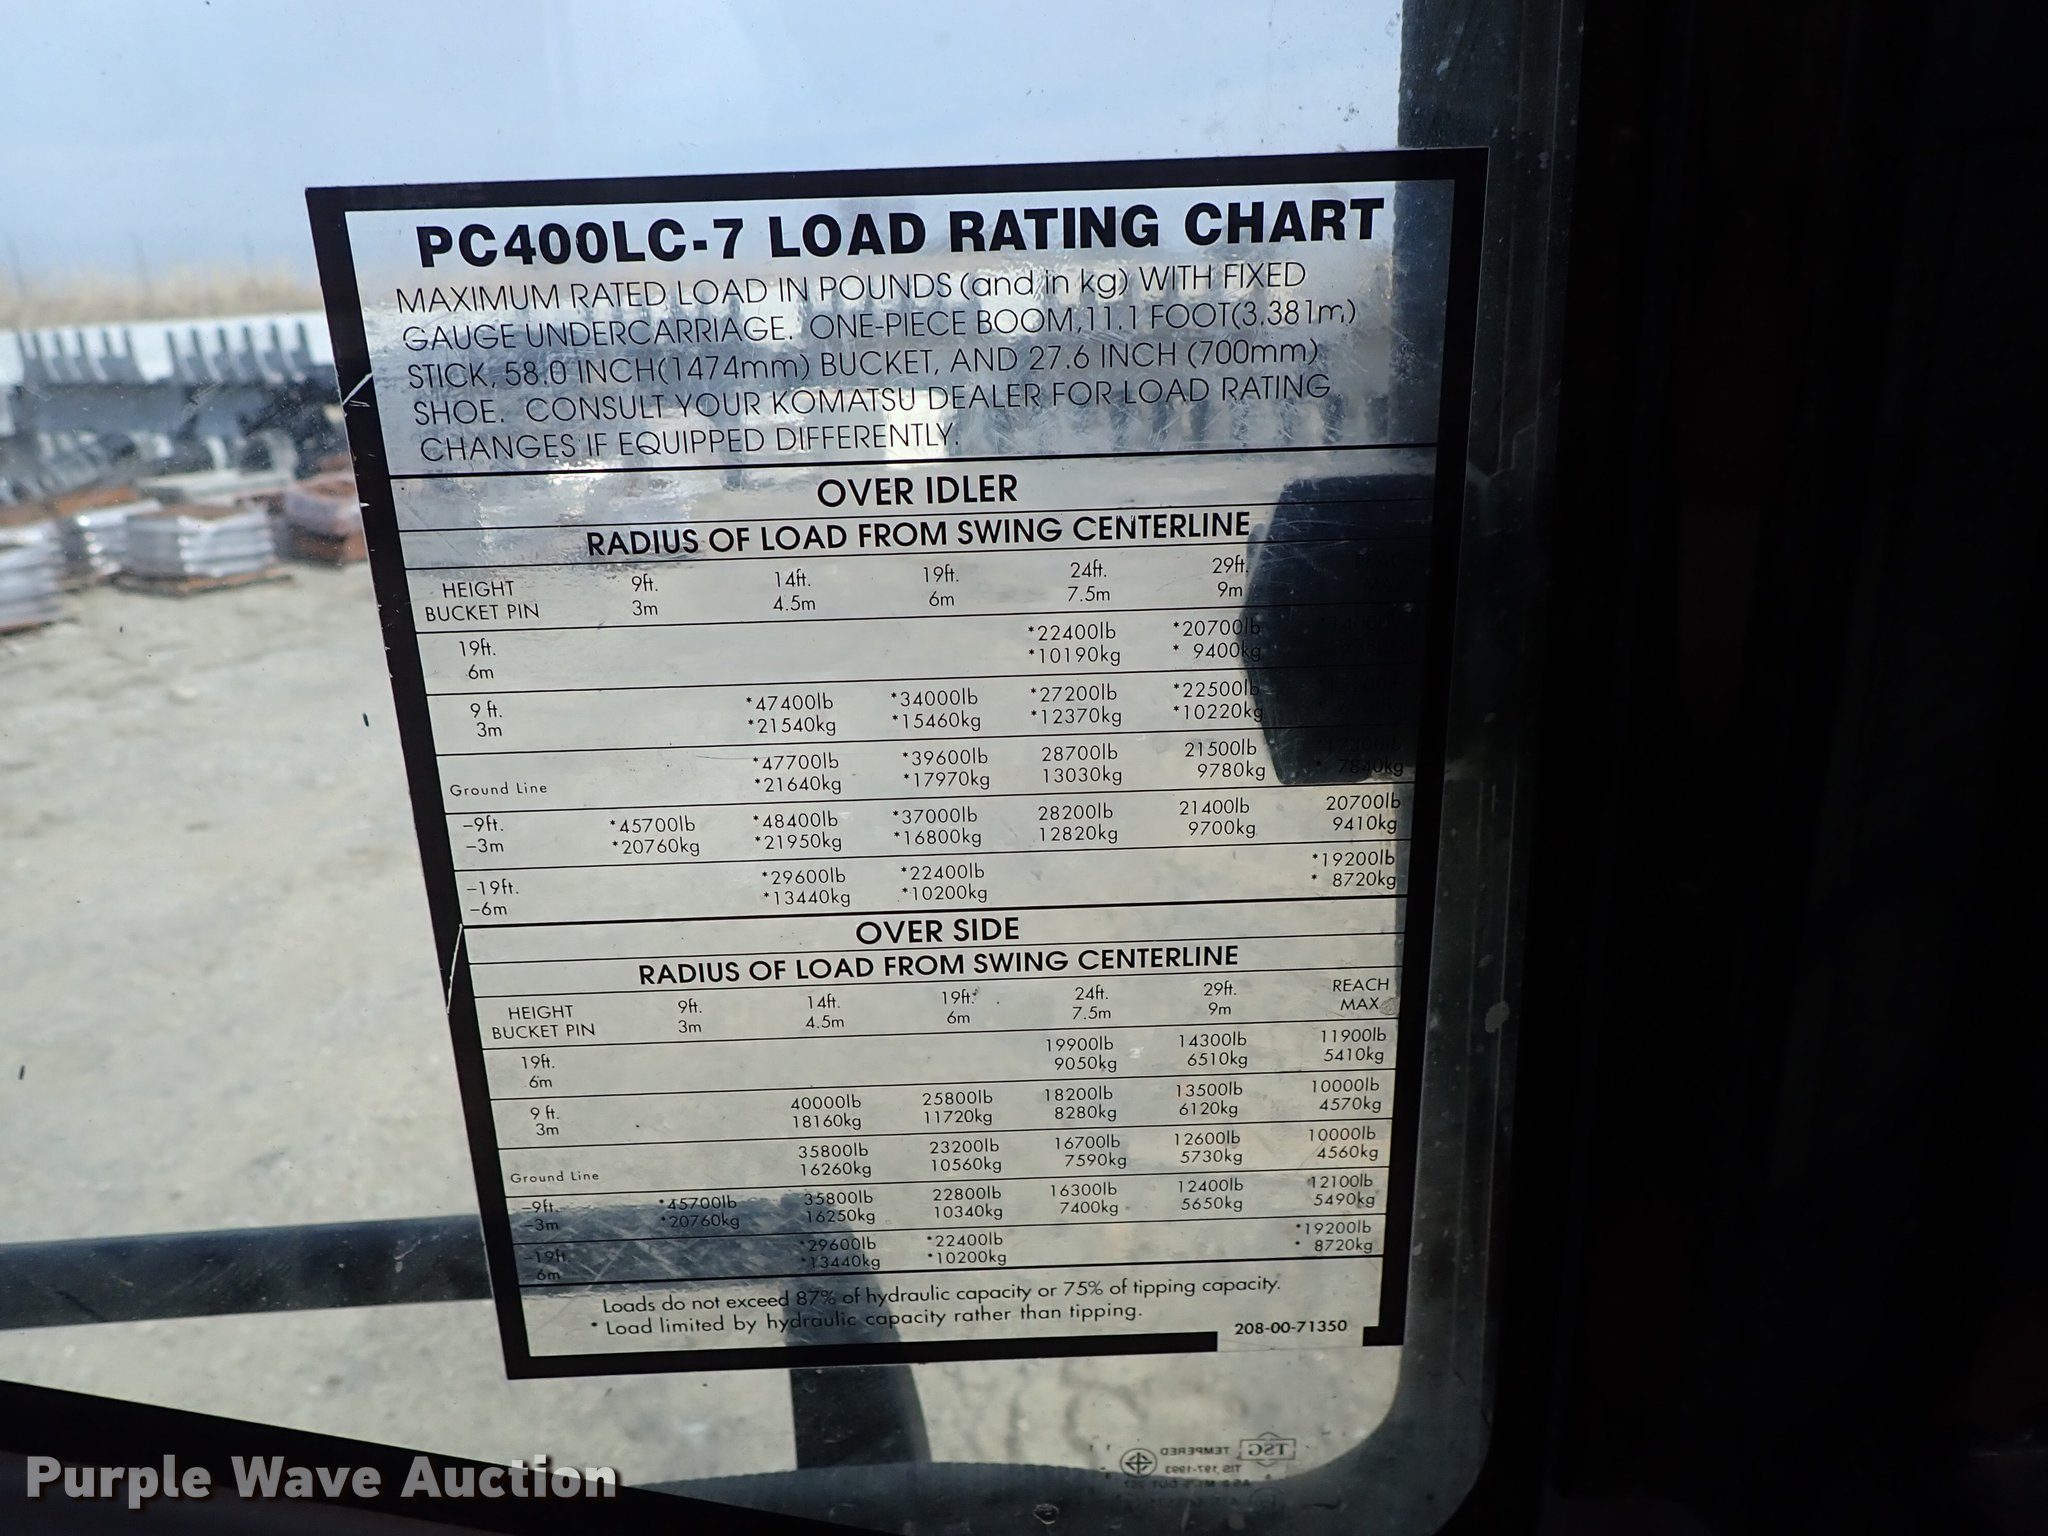 PC400LC-7 LOAD RATING CHART
MAXIMUM RATED LOAD IN POUNDS (and in kg) WITH FIXED
GAUGE UNDERCARRIAGE. ONE-PIECE BOOM, 11.1 FOOT(3.381m.)
STICK, 58.0 INCH(1474mm) BUCKET, AND 27.6 INCH (700mm)
SHOE. CONSULT YOUR KOMATSU DEALER FOR LOAD RATING
CHANGES IF EQUIPPED DIFFERENTLY.
OVER IDLER
RADIUS OF LOAD FROM SWING CENTERLINE
HEIGHT 9ft. 14ft. 19ft. 24ft. 29ft.
BUCKET PIN 3m 4.5m 6m 7.5m 9m
19ft. *22400lb *20700lb
6m *10190kg * 9400kg
9 ft. *47400lb *34000lb *27200lb *22500lb
3m *21540kg *15460kg *12370kg *10220kg
*47700lb *39600lb 28700lb 21500lb *17300lb
Ground Line *21640kg *17970kg 13030kg 9780kg * 7840kg
-9ft. *45700lb *48400lb *37000lb 28200lb 21400lb 20700lb
-3m *20760kg *21950kg *16800kg 12820kg 9700kg 9410kg
-19ft. *29600lb *22400lb *19200lb
-6m *13440kg *10200kg * 8720kg
OVER SIDE
RADIUS OF LOAD FROM SWING CENTERLINE
HEIGHT 9ft. 14ft. 19ft. 24ft. 29ft. REACH
BUCKET PIN 3m 4.5m 6m 7.5m 9m MAX
19ft. 19900lb 14300lb 11900lb
6m 9050kg 6510kg 5410kg
9 ft. 40000lb 25800lb 18200lb 13500lb 10000lb
3m 18160kg 11720kg 8280kg 6120kg 4570kg
35800lb 23200lb 16700lb 12600lb 10000lb
Ground Line 16260kg 10560kg 7590kg 5730kg 4560kg
-9ft. *45700lb 35800lb 22800lb 16300lb 12400lb 12100lb
-3m *20760kg 16250kg 10340kg 7400kg 5650kg 5490kg
-19ft. *29600lb *22400lb *19200lb
-6m *13440kg *10200kg * 8720kg
Loads do not exceed 87% of hydraulic capacity or 75% of tipping capacity.
* Load limited by hydraulic capacity rather than tipping.
208-00-71350
TSG TEMPERED
TIS 197-1993
Purple Wave Auction